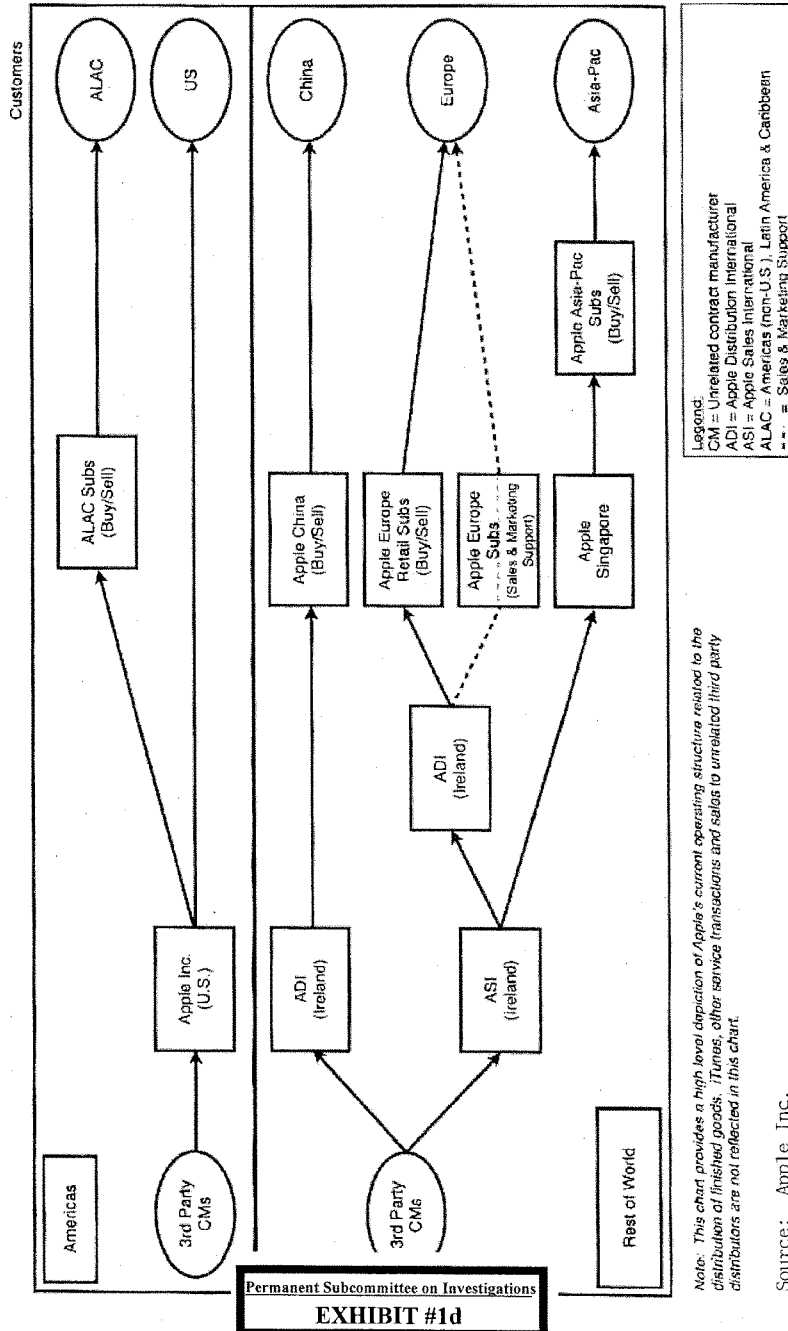 Customers
Americas
3rd Party
CMs
Apple Inc.
(U.S.)
ALAC Subs
(Buy/Sell)
ALAC
US
3rd Party
CMs
ADI
(Ireland)
Apple China
(Buy/Sell)
China
ASI
(Ireland)
ADI
(Ireland)
Apple Europe
Retail Subs
(Buy/Sell)
Apple Europe
Subs
(Sales & Marketing
Support)
Europe
Apple
Singapore
Apple Asia-Pac
Subs
(Buy/Sell)
Asia-Pac
Rest of World
Legend:
CM = Unrelated contract manufacturer
ADI = Apple Distribution International
ASI = Apple Sales International
ALAC = Americas (non-U.S.), Latin America & Caribbean
--- = Sales & Marketing Support
Note: This chart provides a high level depiction of Apple's current operating structure related to the
distribution of finished goods. iTunes, other service transactions and sales to unrelated third party
distributors are not reflected in this chart.
Source: Apple Inc.
Permanent Subcommittee on Investigations
EXHIBIT #1d